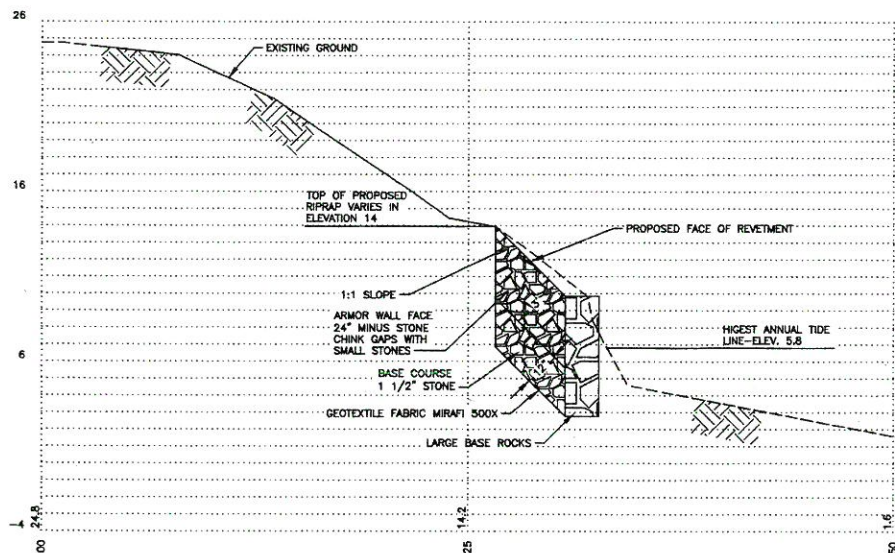 26
EXISTING GROUND
16
TOP OF PROPOSED
RIPRAP VARIES IN
ELEVATION 14
PROPOSED FACE OF REVETMENT
1:1 SLOPE
ARMOR WALL FACE
24" MINUS STONE
CHINK GAPS WITH
SMALL STONES
5'
HIGEST ANNUAL TIDE
LINE-ELEV. 5.8
6
12"
BASE COURSE
1 1/2" STONE
GEOTEXTILE FABRIC MIRAFI 500X
LARGE BASE ROCKS
-4
24.8
14.2
1.6
00
25
50